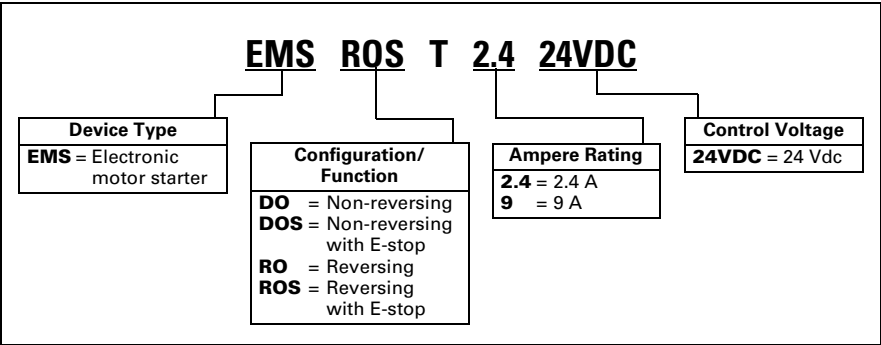 EMS ROS T 2.4 24VDC
Device Type
EMS = Electronic
motor starter
Configuration/
Function
DO = Non-reversing
DOS = Non-reversing
with E-stop
RO = Reversing
ROS = Reversing
with E-stop
Ampere Rating
2.4 = 2.4 A
9 = 9 A
Control Voltage
24VDC = 24 Vdc